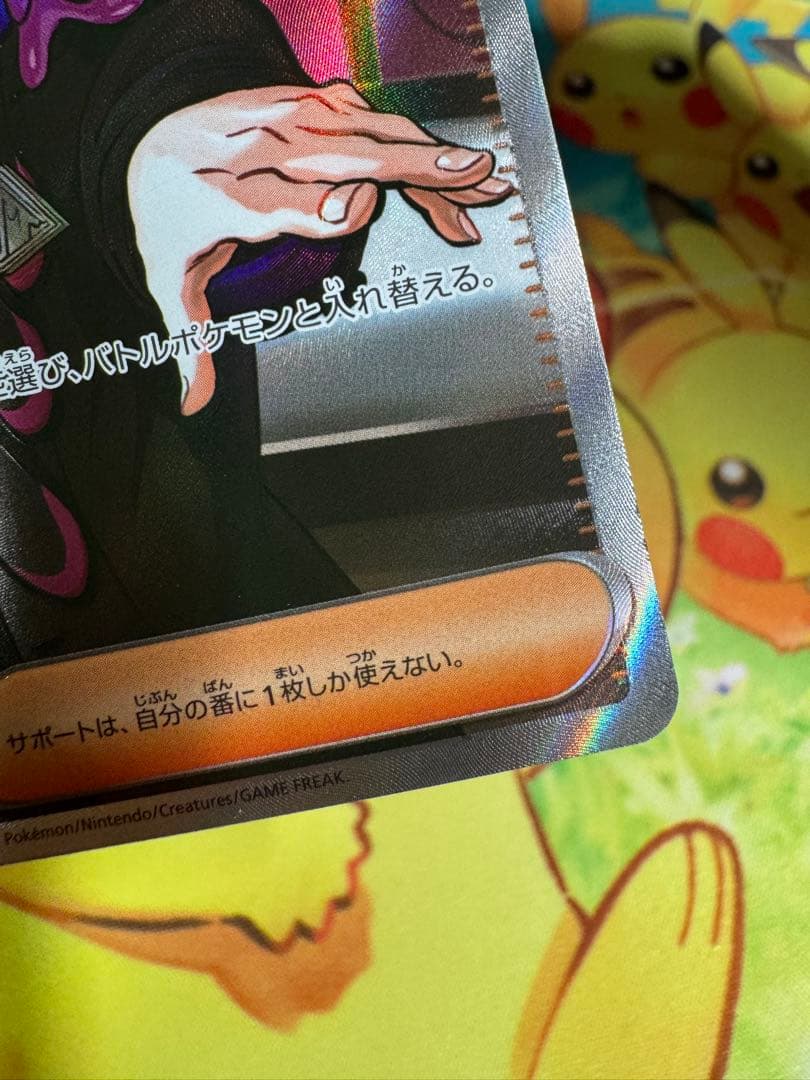 を選び、バトルポケモンと入れ替える。
サポートは、自分の番に1枚しか使えない。
Pokémon/Nintendo/Creatures/GAME FREAK.